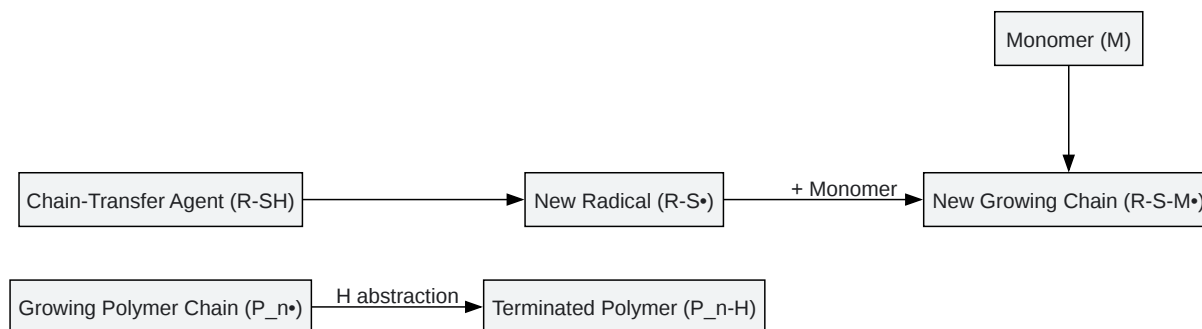 Monomer (M)
Chain-Transfer Agent (R-SH)
New Radical (R-S•)
+ Monomer
New Growing Chain (R-S-M•)
Growing Polymer Chain (P_n•)
H abstraction
Terminated Polymer (P_n-H)